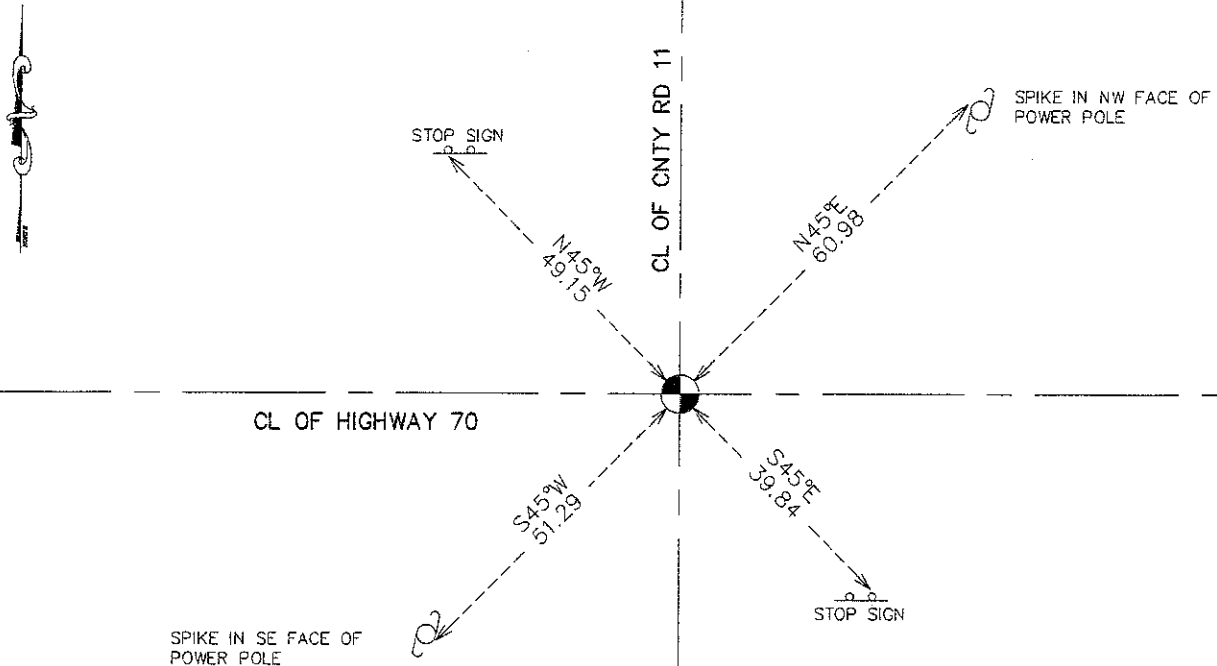 SPIKE IN NW FACE OF
POWER POLE
STOP SIGN
CL OF CNTY RD 11
N45°E
60.98
N45°W
49.15
CL OF HIGHWAY 70
S45°W
51.29
S45°E
39.84
STOP SIGN
SPIKE IN SE FACE OF
POWER POLE